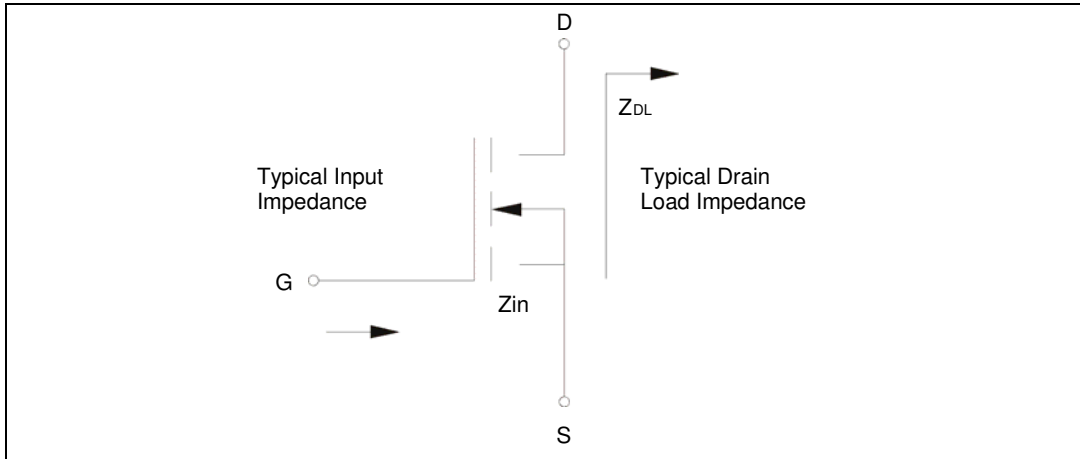 D
ZDL
Typical Input
Impedance
Typical Drain
Load Impedance
G
Zin
S